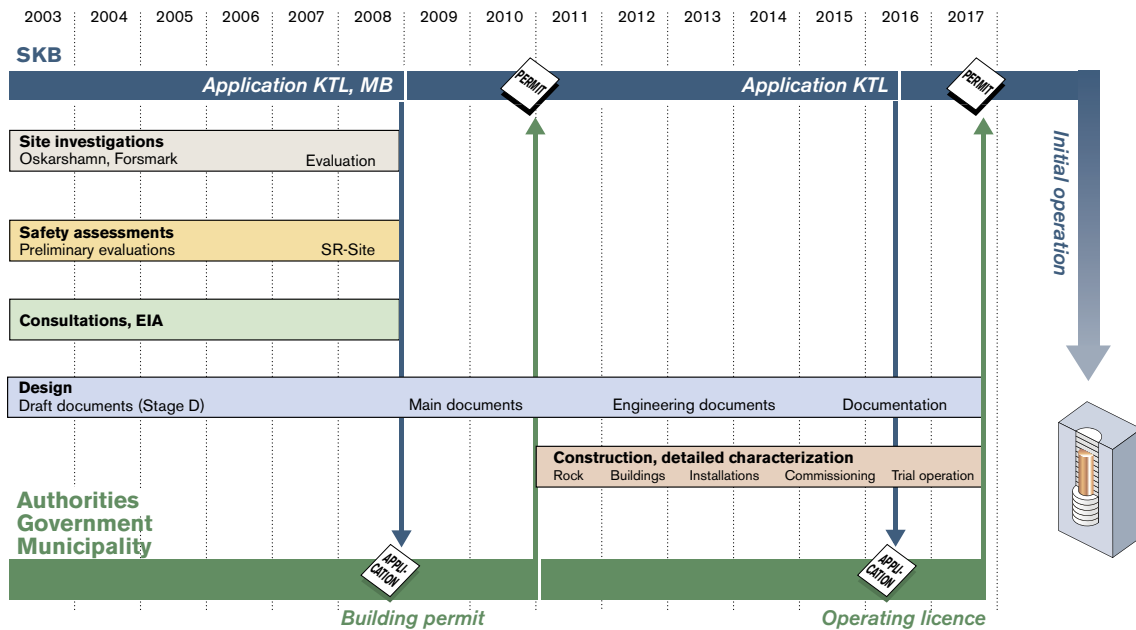 2003 2004 2005 2006 2007 2008 2009 2010 2011 2012 2013 2014 2015 2016 2017
SKB
Application KTL, MB
PERMIT
Application KTL
PERMIT
Initial operation
Site investigations
Oskarshamn, Forsmark Evaluation
Safety assessments
Preliminary evaluations SR-Site
Consultations, EIA
Design
Draft documents (Stage D) Main documents Engineering documents Documentation
Construction, detailed characterization
Rock Buildings Installations Commissioning Trial operation
Authorities
Government
Municipality
APPLI-
CATION
APPLI-
CATION
Building permit
Operating licence